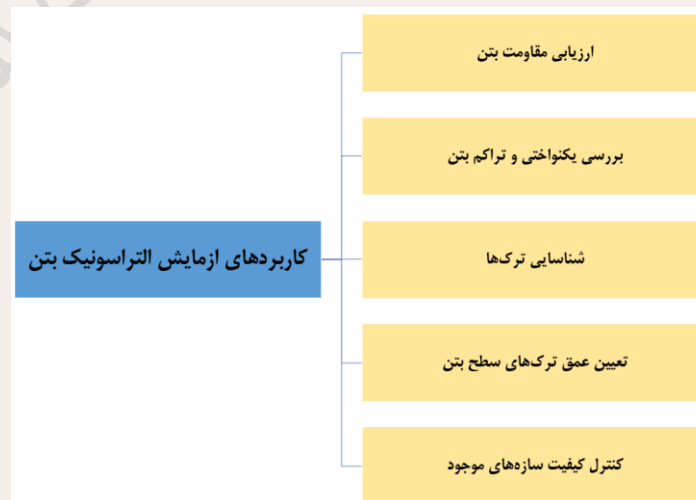 ارزیابی مقاومت بتن
بررسی یکنواختی و تراکم بتن
کاربردهای ازمایش التراسونیک بتن
شناسایی ترک‌ها
تعیین عمق ترک‌های سطح بتن
کنترل کیفیت سازه‌های موجود